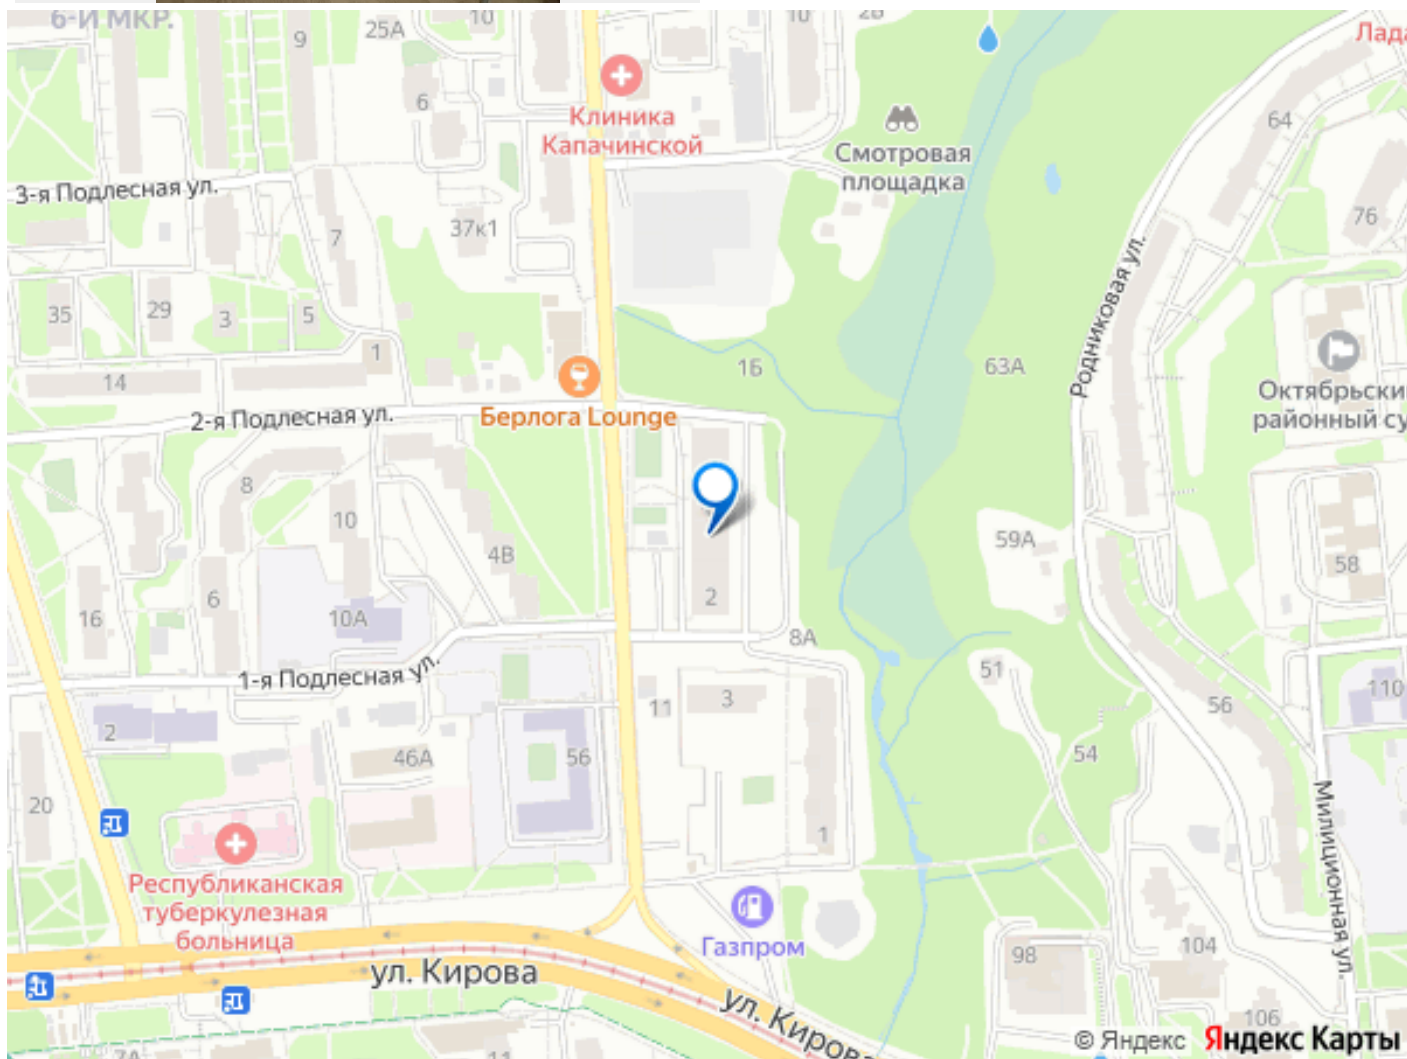 6-Й МКР.
9
25А
10
10
28
Лада
Клиника
Капачинской
6
64
Смотровая
площадка
3-я Подлесная ул.
37к1
7
76
Родниковая ул.
35
29
3
5
1
14
1Б
63А
Октябрьски
районный су
2-я Подлесная ул.
Берлога Lounge
8
10
4В
59А
58
16
6
10А
2
8А
1-я Подлесная ул.
51
110
2
11
3
56
46А
56
54
20
1
Милиционная ул.
Республиканская
туберкулезная
больница
Газпром
98
104
ул. Кирова
ул. Кирова
106
7А
11
© Яндекс Яндекс Карты